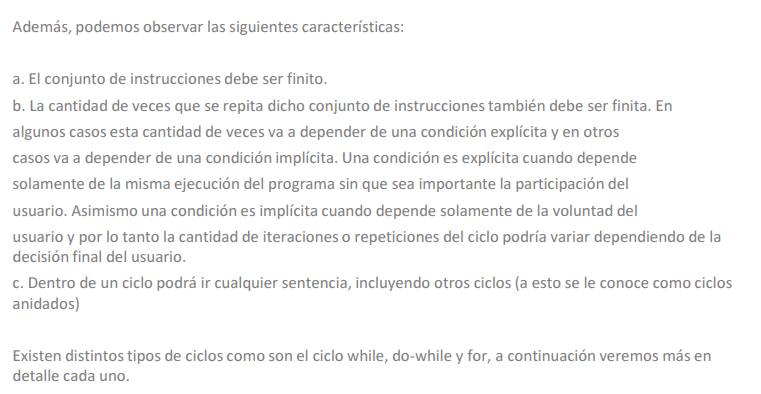 Además, podemos observar las siguientes características:
a. El conjunto de instrucciones debe ser finito.
b. La cantidad de veces que se repita dicho conjunto de instrucciones también debe ser finita. En
algunos casos esta cantidad de veces va a depender de una condición explícita y en otros
casos va a depender de una condición implícita. Una condición es explícita cuando depende
solamente de la misma ejecución del programa sin que sea importante la participación del
usuario. Asimismo una condición es implícita cuando depende solamente de la voluntad del
usuario y por lo tanto la cantidad de iteraciones o repeticiones del ciclo podría variar dependiendo de la
decisión final del usuario.
c. Dentro de un ciclo podrá ir cualquier sentencia, incluyendo otros ciclos (a esto se le conoce como ciclos
anidados)
Existen distintos tipos de ciclos como son el ciclo while, do-while y for, a continuación veremos más en
detalle cada uno.